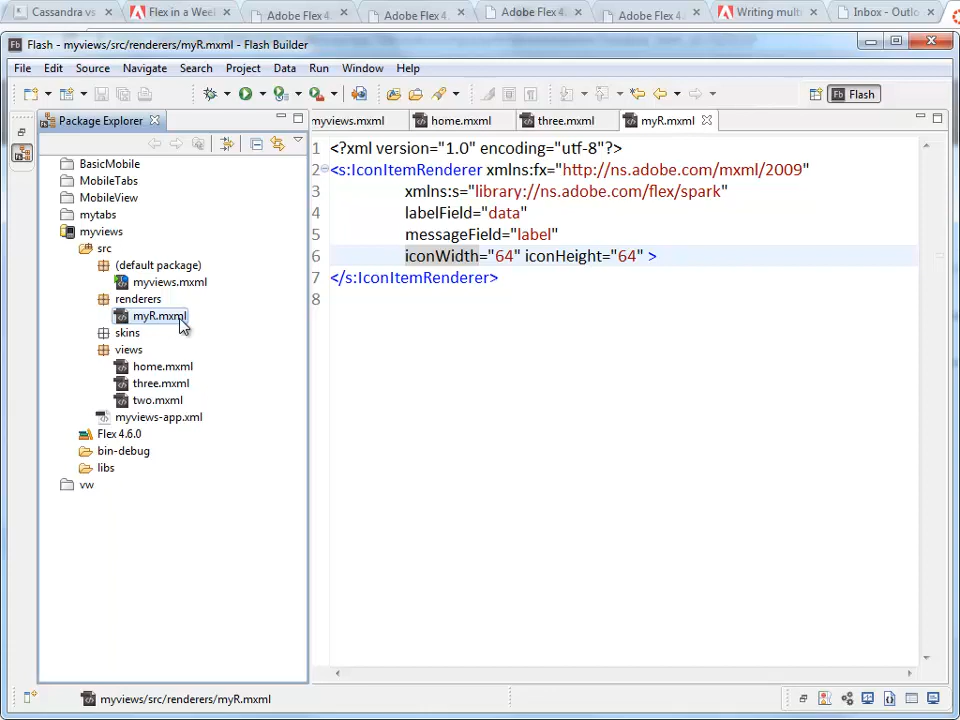 Cassandra vs
Flex in a Wee
Adobe Flex 4
Adobe Flex 4.
Adobe Flex 4.
Adobe Flex 4
Writing mult
Inbox - Outlo
Fb Flash - myviews/src/renderers/myR.mxml - Flash Builder
File Edit Source Navigate Search Project Data Run Window Help
Fb Flash
Package Explorer
myviews.mxml
home.mxml
three.mxml
myR.mxml
BasicMobile
MobileTabs
MobileView
mytabs
myviews
src
(default package)
myviews.mxml
renderers
myR.mxml
skins
views
home.mxml
three.mxml
two.mxml
myviews-app.xml
Flex 4.6.0
bin-debug
libs
vw
1 <?xml version="1.0" encoding="utf-8"?>
2 <s:IconItemRenderer xmlns:fx="http://ns.adobe.com/mxml/2009"
3 xmlns:s="library://ns.adobe.com/flex/spark"
4 labelField="data"
5 messageField="label"
6 iconWidth="64" iconHeight="64" >
7 </s:IconItemRenderer>
8
myviews/src/renderers/myR.mxml